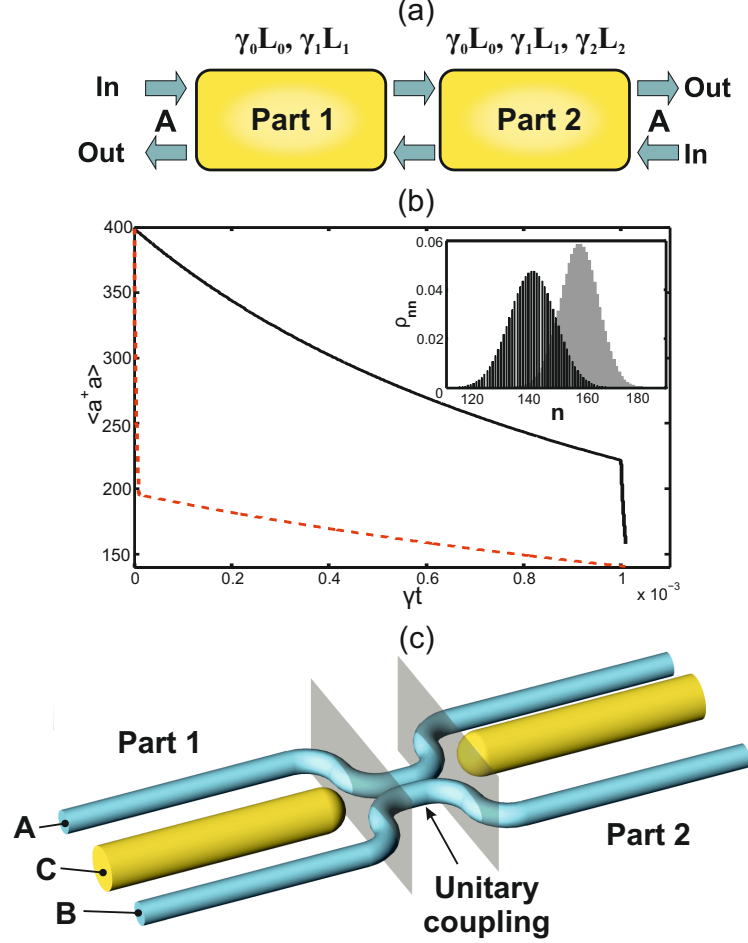 (a)
γ₀L₀, γ₁L₁
γ₀L₀, γ₁L₁, γ₂L₂
In
Out
A
Part 1
Part 2
A
Out
In
(b)
400
350
300
250
200
150
<a⁺a>
0
0.2
0.4
0.6
0.8
1
x 10⁻³
γt
0.06
0.04
0.02
0
ρₙₙ
120
140
160
180
n
(c)
Part 1
A
C
B
Part 2
Unitary
coupling